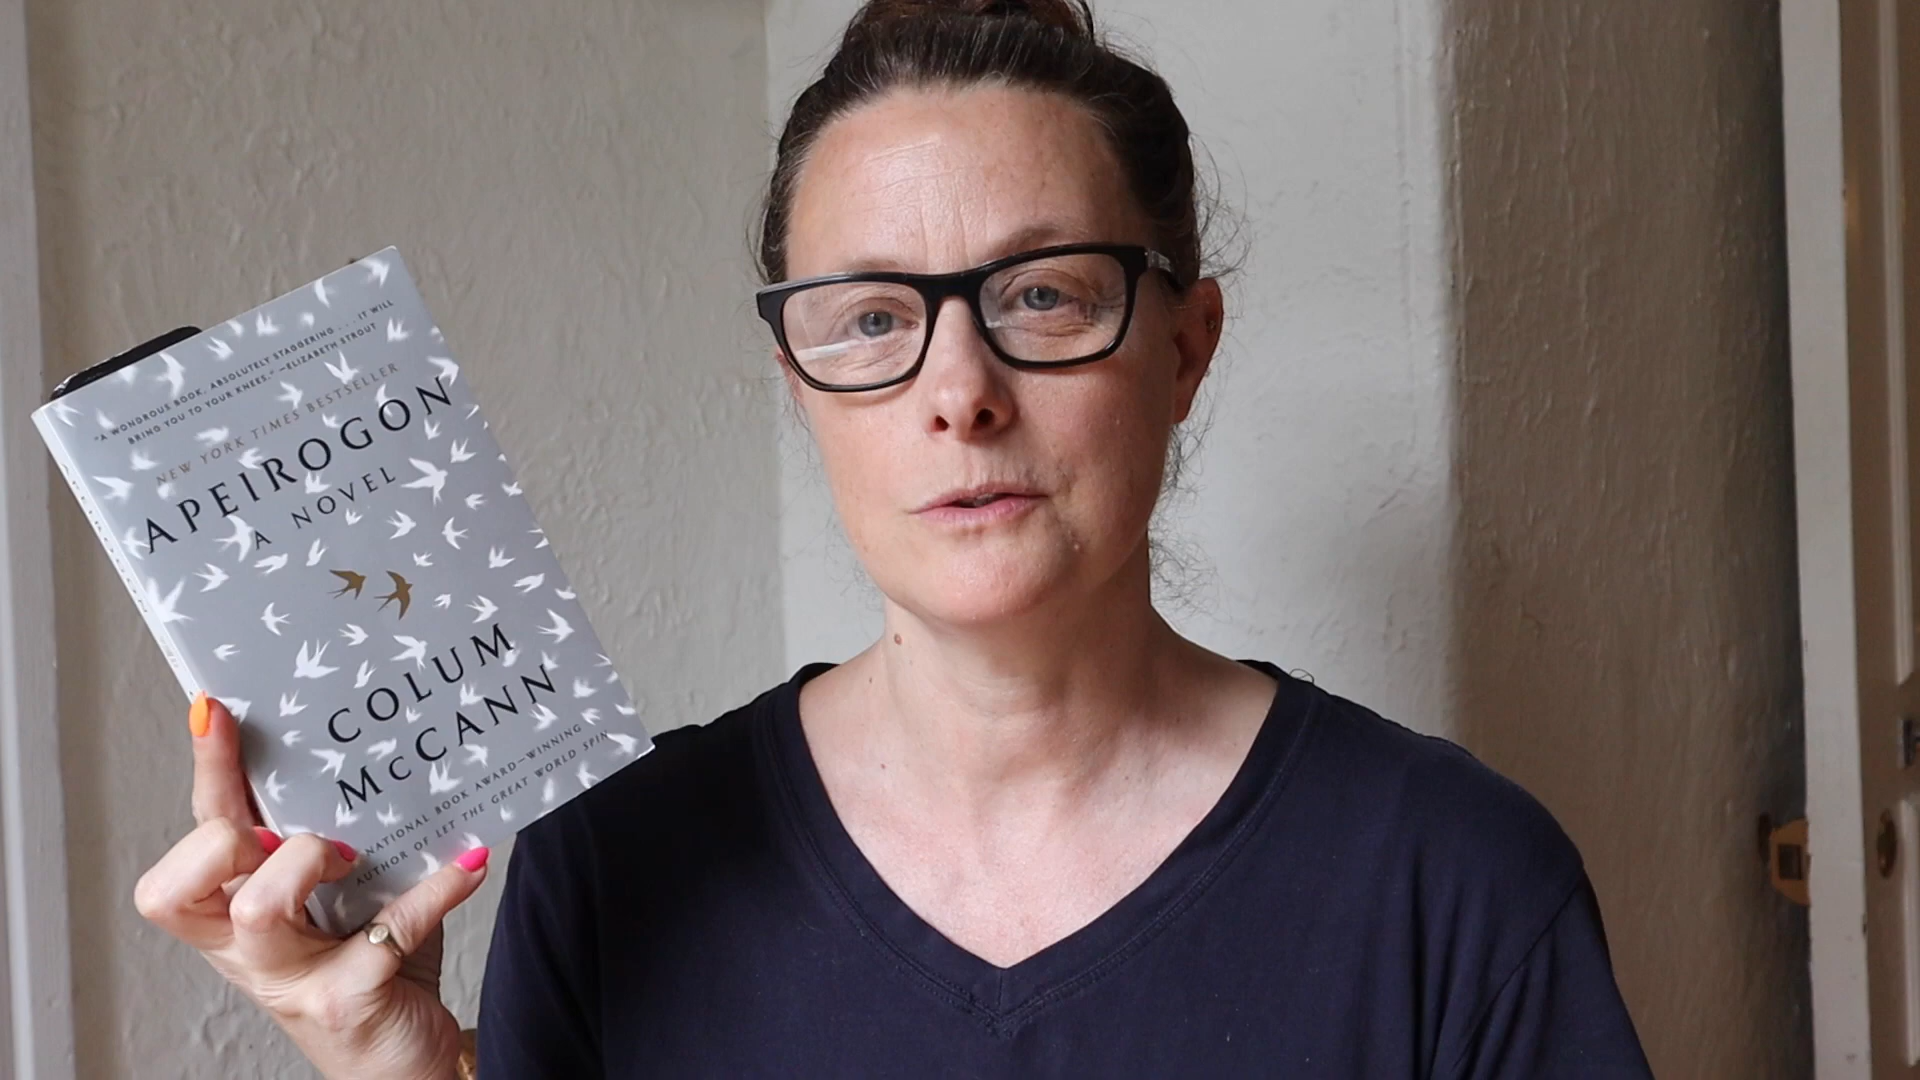 "A WONDROUS BOOK. ABSOLUTELY STAGGERING . . . IT WILL
BRING YOU TO YOUR KNEES." —ELIZABETH STROUT
NEW YORK TIMES BESTSELLER
APEIROGON
A NOVEL
COLUM
McCANN
NATIONAL BOOK AWARD–WINNING
AUTHOR OF LET THE GREAT WORLD SPIN